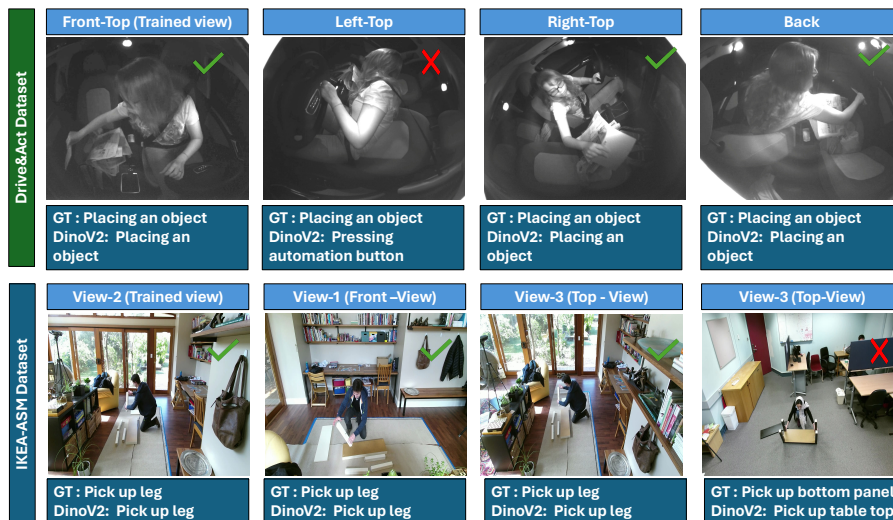 Drive&Act Dataset
Front-Top (Trained view)
Left-Top
Right-Top
Back
GT : Placing an object
DinoV2: Placing an
object
GT : Placing an object
DinoV2: Pressing
automation button
GT : Placing an object
DinoV2: Placing an
object
GT : Placing an object
DinoV2: Placing an
object
IKEA-ASM Dataset
View-2 (Trained view)
View-1 (Front –View)
View-3 (Top - View)
View-3 (Top-View)
GT : Pick up leg
DinoV2: Pick up leg
GT : Pick up leg
DinoV2: Pick up leg
GT : Pick up leg
DinoV2: Pick up leg
GT : Pick up bottom panel
DinoV2: Pick up table top